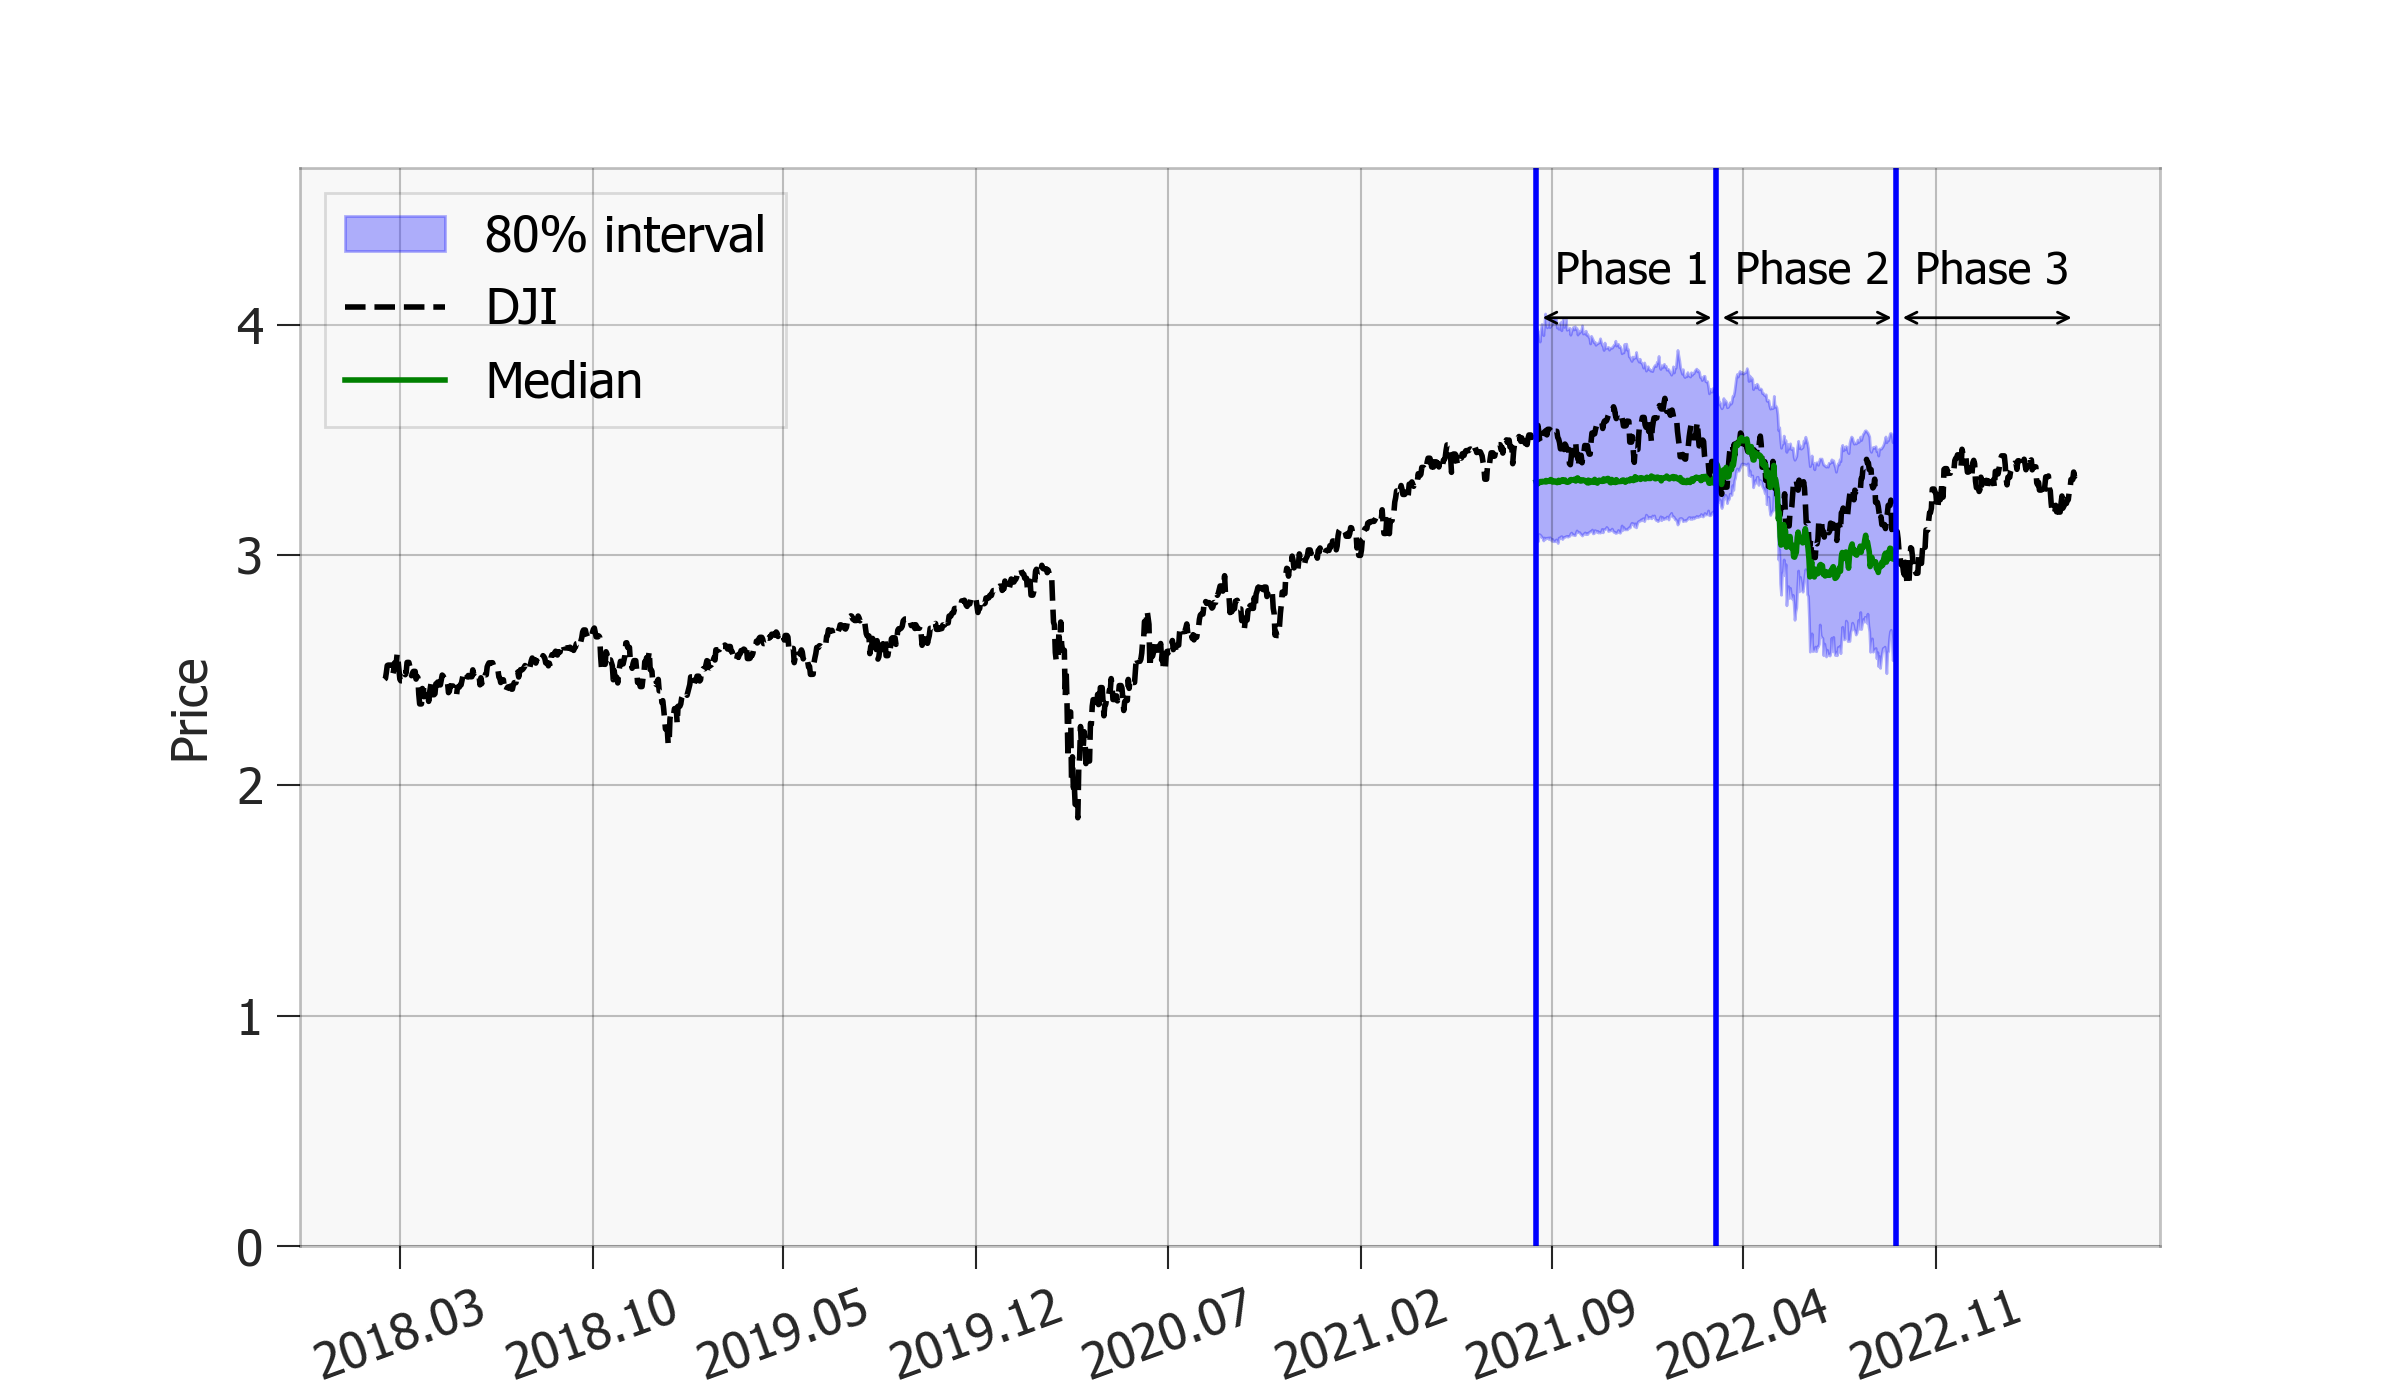 80% interval
DJI
Median
Phase 1
Phase 2
Phase 3
Price
4
3
2
1
0
2018.03
2018.10
2019.05
2019.12
2020.07
2021.02
2021.09
2022.04
2022.11